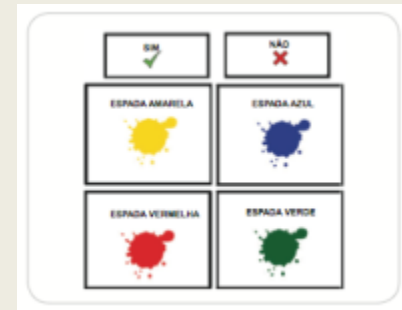 SIM
NÃO
ESPADA AMARELA
ESPADA AZUL
ESPADA VERMELHA
ESPADA VERDE